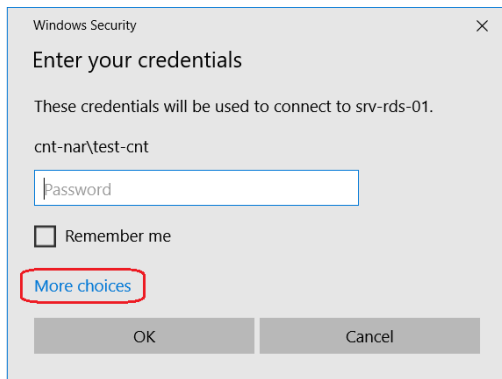 Windows Security
Enter your credentials
These credentials will be used to connect to srv-rds-01.
cnt-nar\test-cnt
Password
Remember me
More choices
OK
Cancel